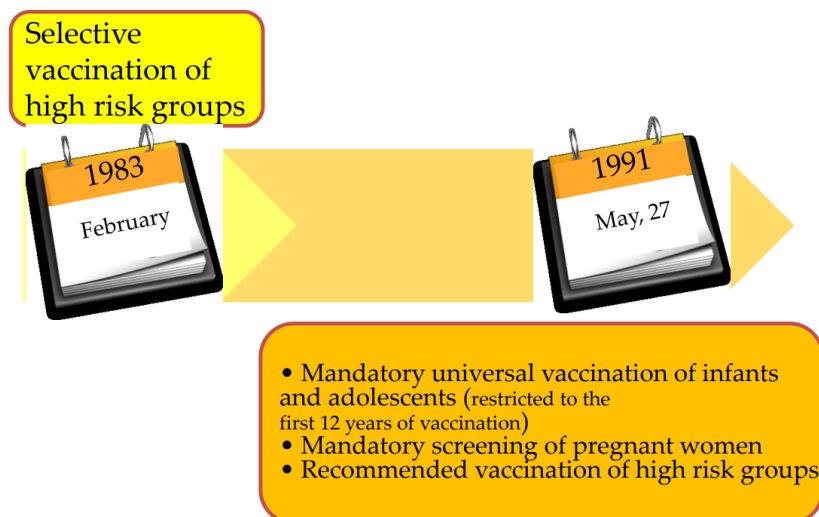 Selective
vaccination of
high risk groups
1983
February
1991
May, 27
• Mandatory universal vaccination of infants
and adolescents (restricted to the
first 12 years of vaccination)
• Mandatory screening of pregnant women
• Recommended vaccination of high risk groups